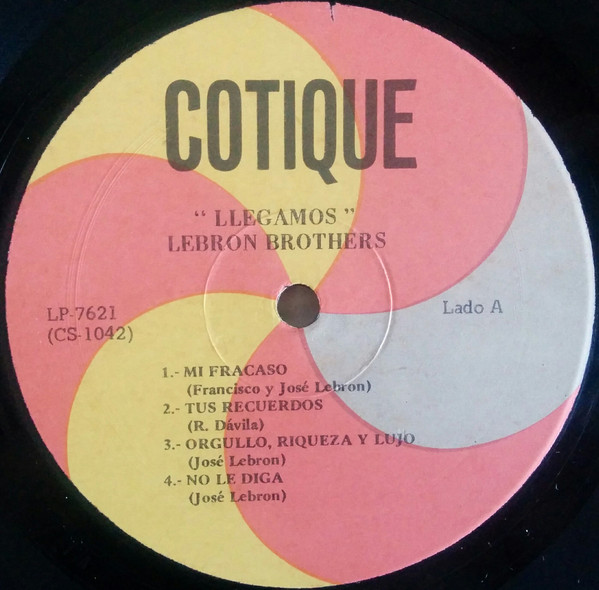 COTIQUE
“ LLEGAMOS ”
LEBRON BROTHERS
LP-7621
(CS-1042)
Lado A
1.- MI FRACASO
(Francisco y José Lebron)
2.- TUS RECUERDOS
(R. Dávila)
3.- ORGULLO, RIQUEZA Y LUJO
(José Lebron)
4.- NO LE DIGA
(José Lebron)